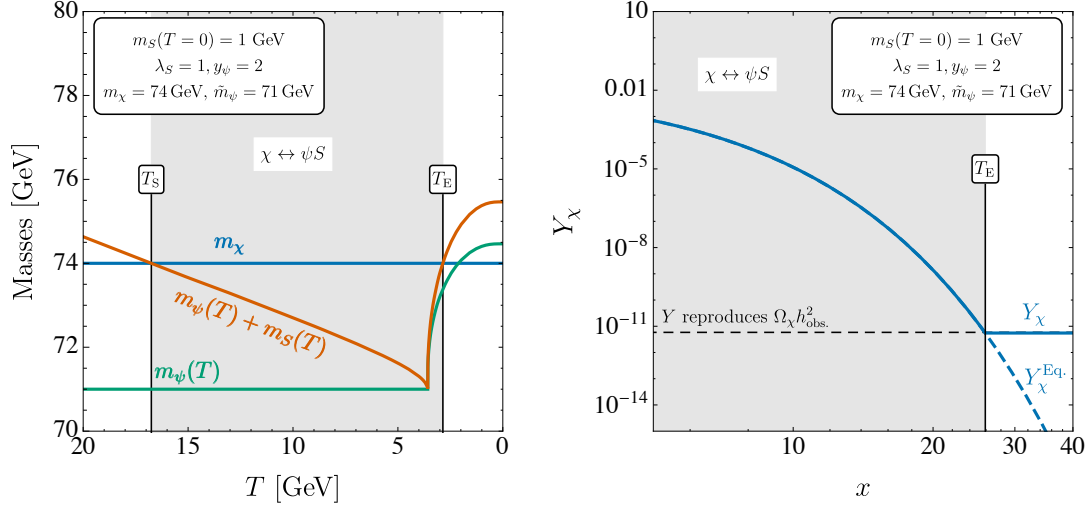 80
78
76
74
72
70
Masses [GeV]
m_S(T = 0) = 1 GeV
λ_S = 1, y_ψ = 2
m_χ = 74 GeV, m̃_ψ = 71 GeV
χ ↔ ψS
T_S
T_E
m_χ
m_ψ(T) + m_S(T)
m_ψ(T)
20
15
10
5
0
T [GeV]
10
0.01
10^{-5}
10^{-8}
10^{-11}
10^{-14}
Y_χ
χ ↔ ψS
m_S(T = 0) = 1 GeV
λ_S = 1, y_ψ = 2
m_χ = 74 GeV, m̃_ψ = 71 GeV
T_E
Y reproduces Ω_χ h²_{obs.}
Y_χ
Y_χ^{Eq.}
10
20
30
40
x